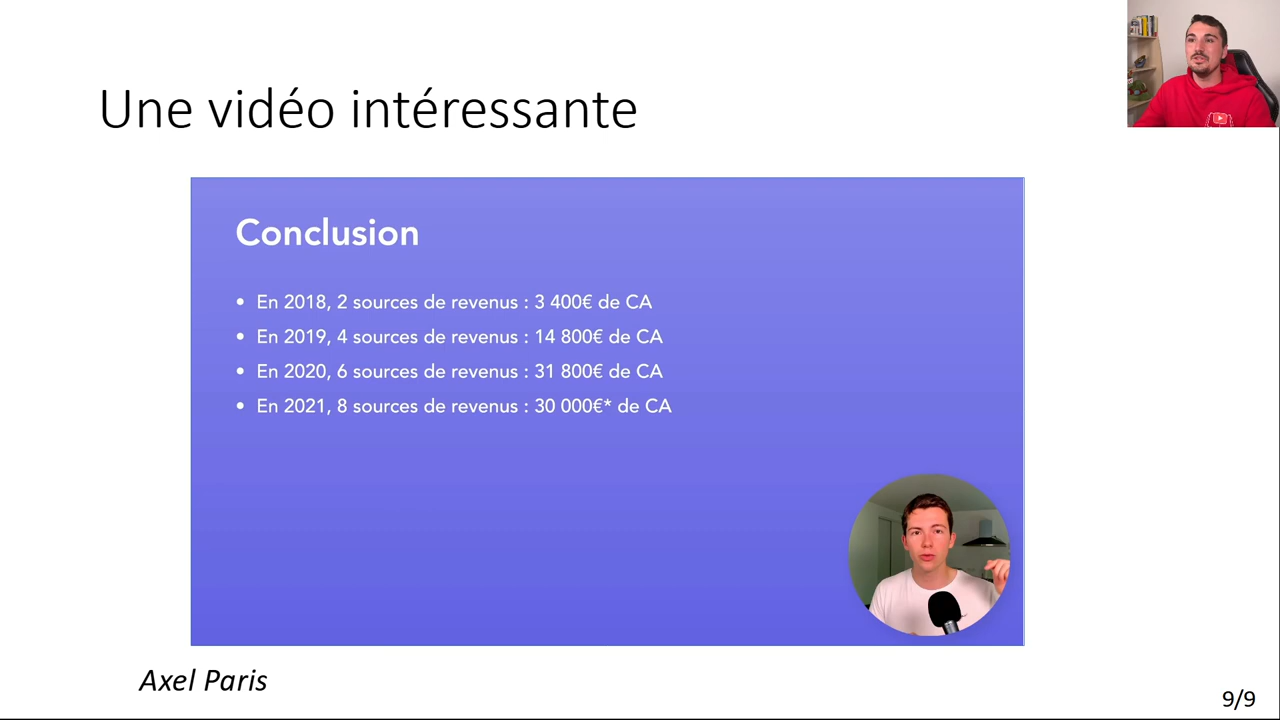 Une vidéo intéressante
Conclusion
• En 2018, 2 sources de revenus : 3 400€ de CA
• En 2019, 4 sources de revenus : 14 800€ de CA
• En 2020, 6 sources de revenus : 31 800€ de CA
• En 2021, 8 sources de revenus : 30 000€* de CA
Axel Paris
9/9